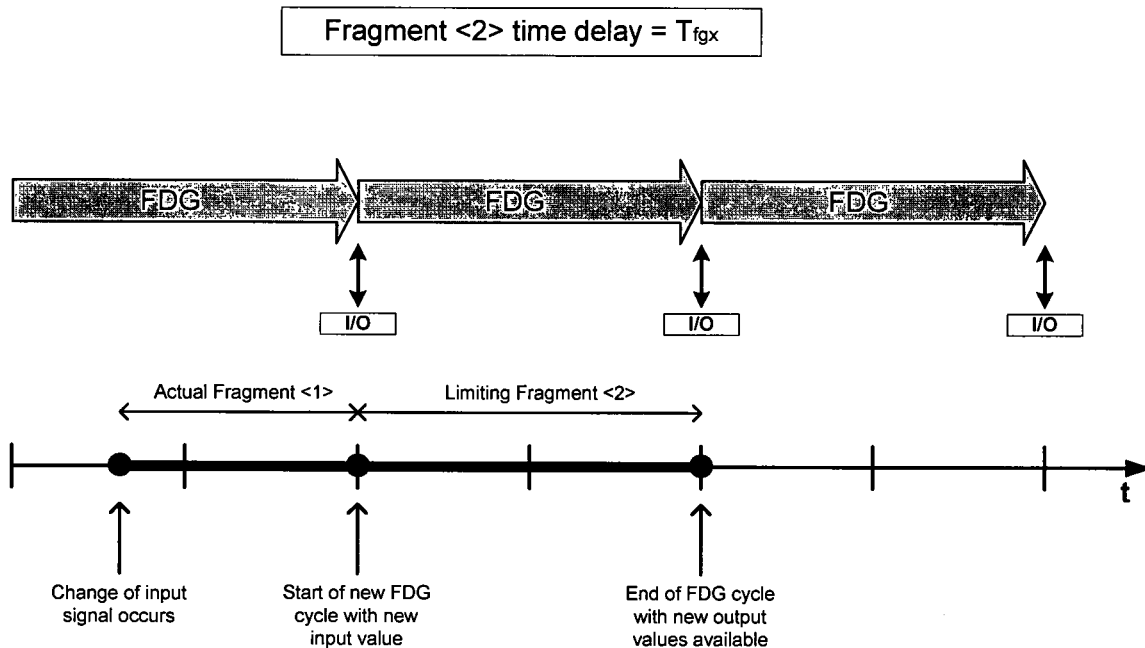 Fragment <2> time delay = Tfgx
FDG
FDG
FDG
I/O
I/O
I/O
Actual Fragment <1>
Limiting Fragment <2>
t
Change of input
signal occurs
Start of new FDG
cycle with new
input value
End of FDG cycle
with new output
values available